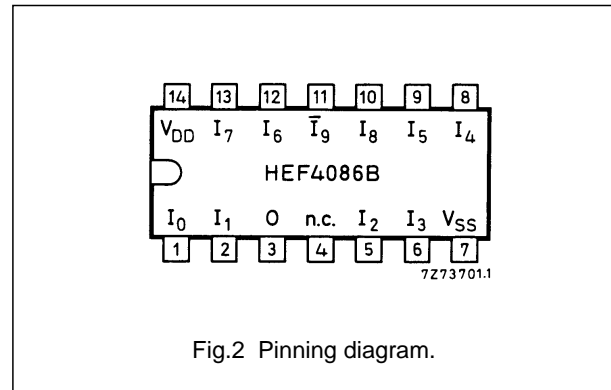 14 13 12 11 10 9 8
V_DD I_7 I_6 Ī_9 I_8 I_5 I_4
HEF4086B
I_0 I_1 O n.c. I_2 I_3 V_SS
1 2 3 4 5 6 7
7Z73701.1
Fig.2 Pinning diagram.